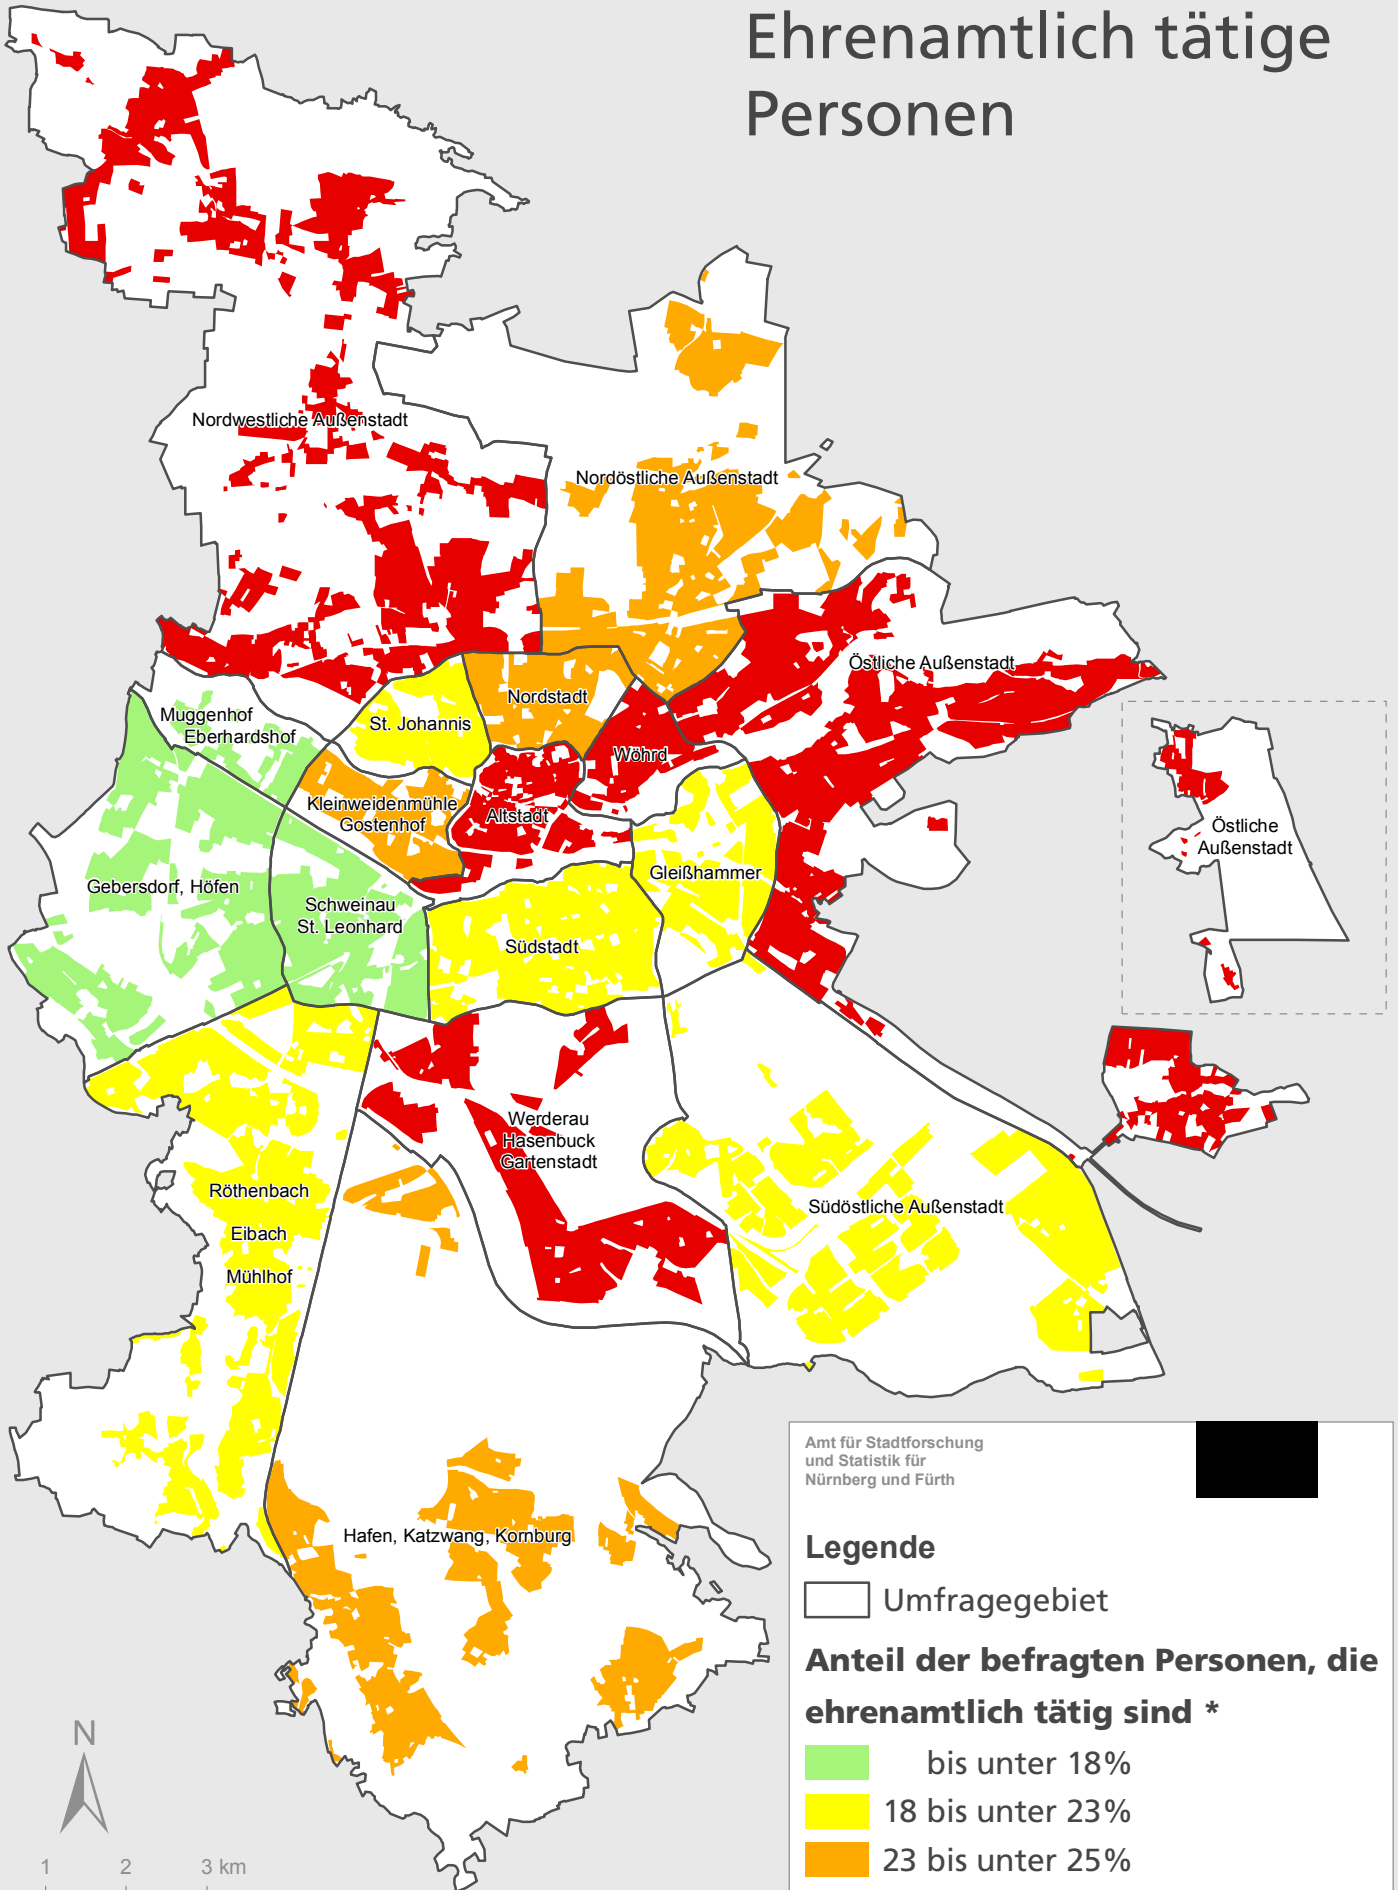 Ehrenamtlich tätige
Personen
Nordwestliche Außenstadt
Nordöstliche Außenstadt
Östliche Außenstadt
Nordstadt
Muggenhof
Eberhardshof
St. Johannis
Wöhrd
Kleinweidenmühle
Gostenhof
Altstadt
Östliche
Außenstadt
Gebersdorf, Höfen
Gleißhammer
Schweinau
St. Leonhard
Südstadt
Werderau
Hasenbuck
Gartenstadt
Röthenbach
Eibach
Mühlhof
Südöstliche Außenstadt
Hafen, Katzwang, Kornburg
Amt für Stadtforschung
und Statistik für
Nürnberg und Fürth
Legende
Umfragegebiet
Anteil der befragten Personen, die
ehrenamtlich tätig sind *
bis unter 18%
18 bis unter 23%
23 bis unter 25%
N
1 2 3 km